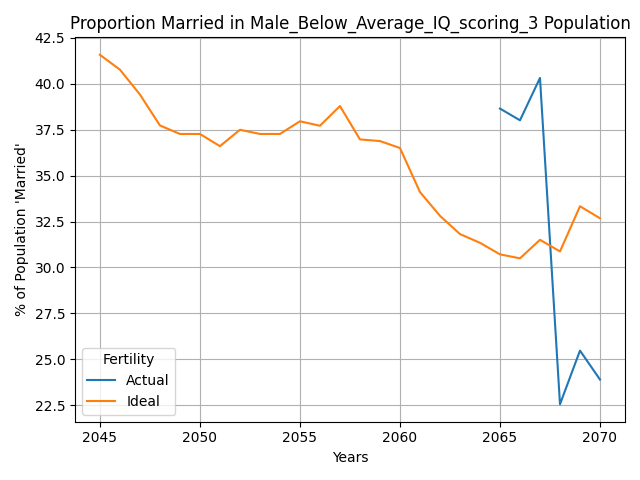 Proportion Married in Male_Below_Average_IQ_scoring_3 Population
% of Population 'Married'
42.5
40.0
37.5
35.0
32.5
30.0
27.5
25.0
22.5
Fertility
Actual
Ideal
2045 2050 2055 2060 2065 2070
Years